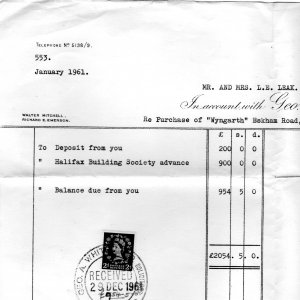 TELEPHONE Nº 5138/9.
553.
January 1961.
MR. AND MRS. L.E. LEAK.
In account with Geo.
WALTER MITCHELL.
RICHARD E. EMERSON.
Re Purchase of "Wyngarth" Bekham Road,
£ s. d.
To Deposit from you 200 0 0
" Halifax Building Society advance 900 0 0
" Balance due from you 954 5 0
£2054. 5. 0
GEO. A. WHIT
RECEIVED
29 DEC 1961